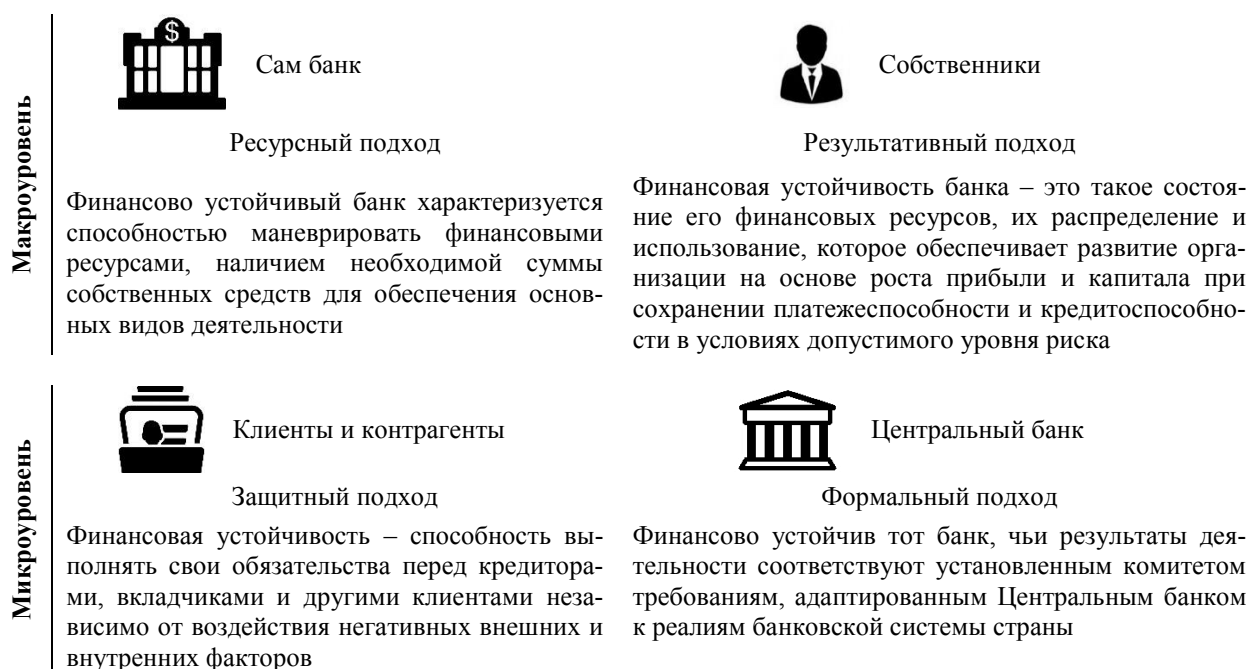 Макроуровень
$
Сам банк
Ресурсный подход
Финансово устойчивый банк характеризуется
способностью маневрировать финансовыми
ресурсами, наличием необходимой суммы
собственных средств для обеспечения основ-
ных видов деятельности
Собственники
Результативный подход
Финансовая устойчивость банка – это такое состоя-
ние его финансовых ресурсов, их распределение и
использование, которое обеспечивает развитие орга-
низации на основе роста прибыли и капитала при
сохранении платежеспособности и кредитоспособно-
сти в условиях допустимого уровня риска
Микроуровень
Клиенты и контрагенты
Защитный подход
Финансовая устойчивость – способность вы-
полнять свои обязательства перед кредитора-
ми, вкладчиками и другими клиентами неза-
висимо от воздействия негативных внешних и
внутренних факторов
Центральный банк
Формальный подход
Финансово устойчив тот банк, чьи результаты дея-
тельности соответствуют установленным комитетом
требованиям, адаптированным Центральным банком
к реалиям банковской системы страны